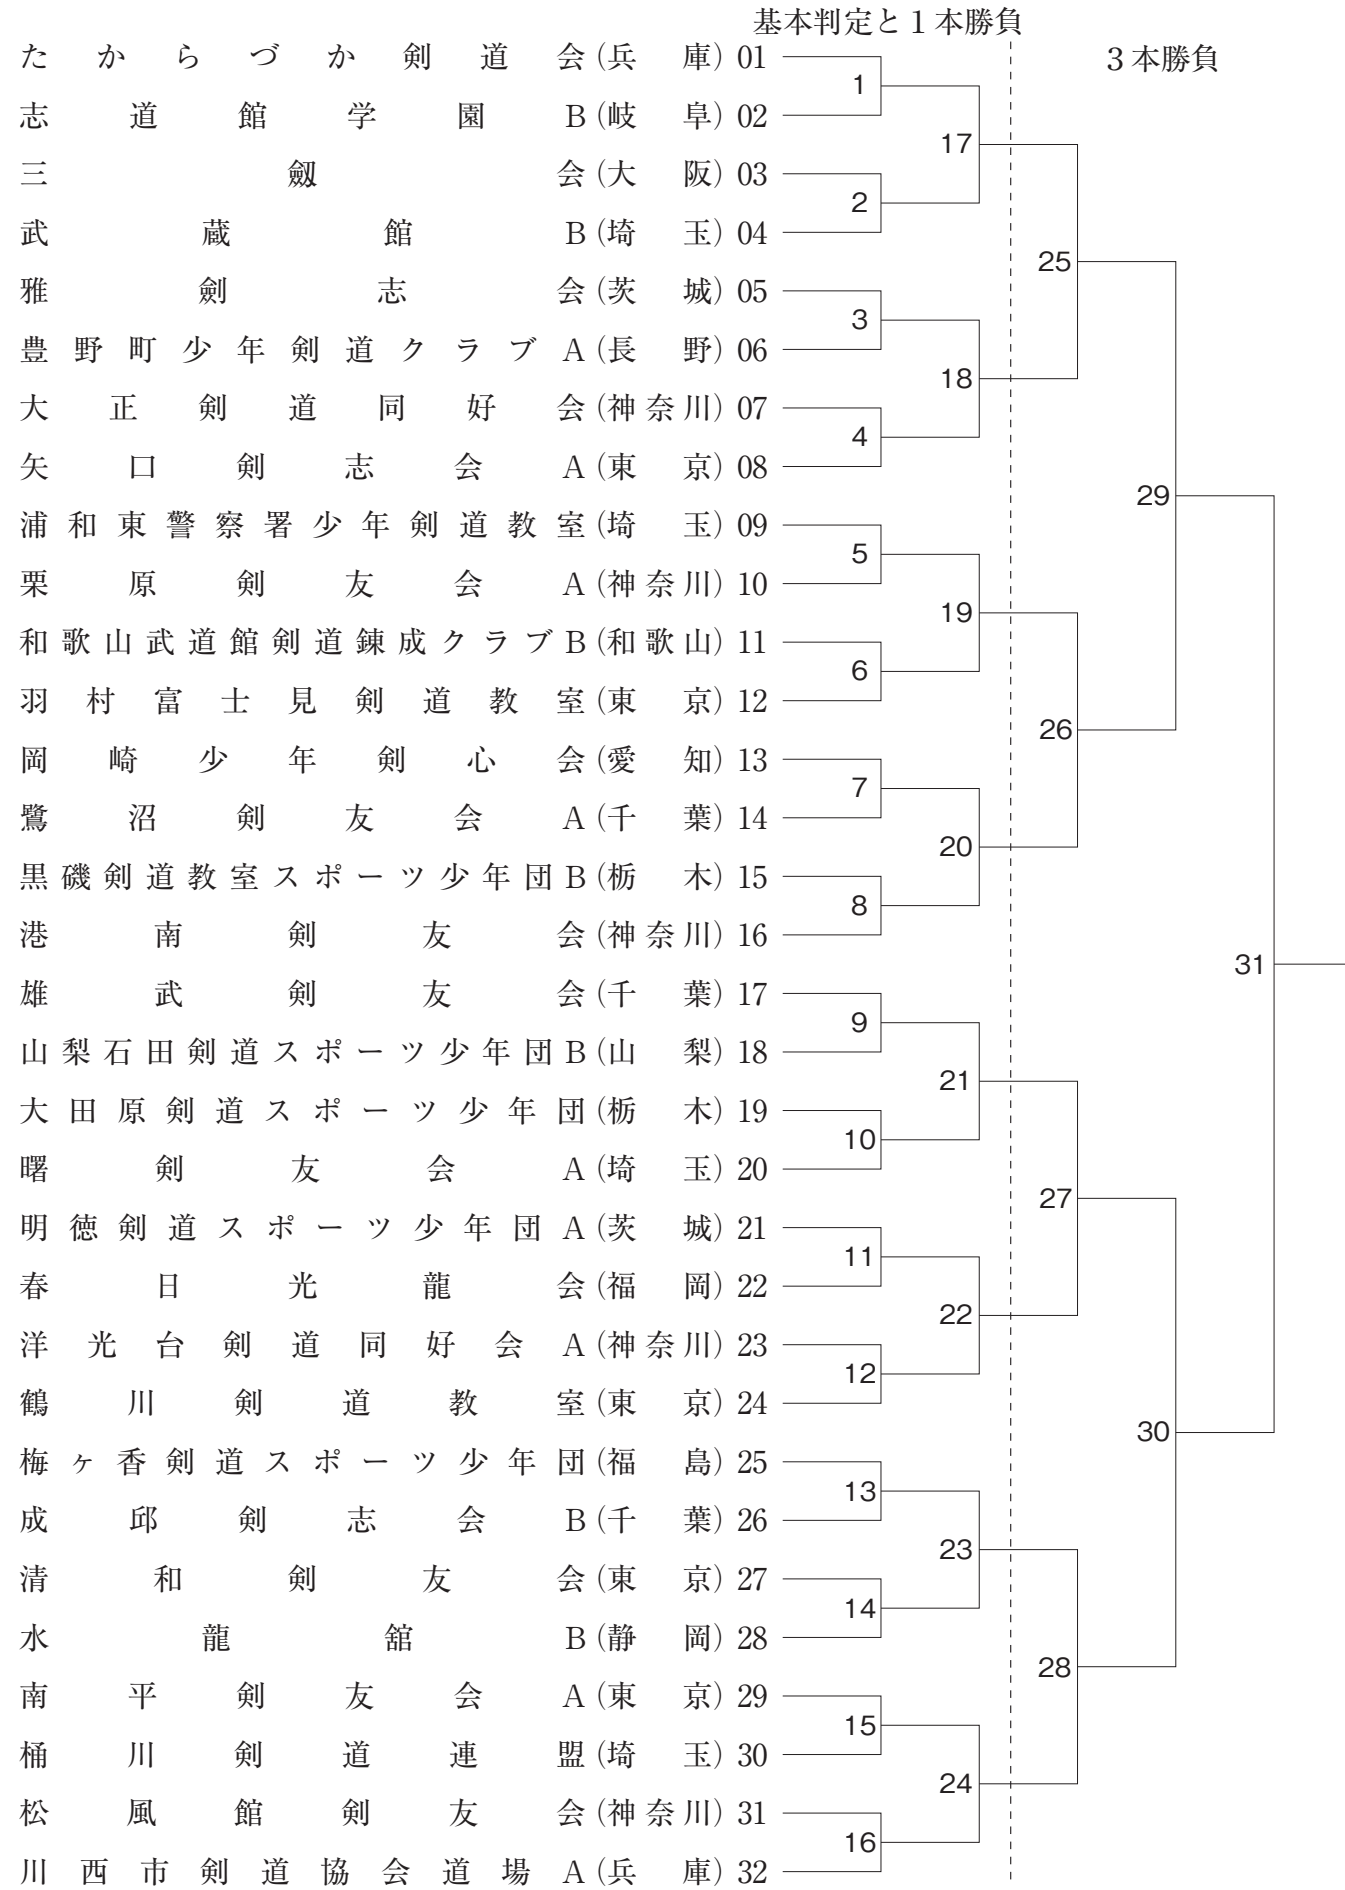 基本判定と１本勝負
３本勝負
たからづか剣道会(兵庫) 01
志道館学園B(岐阜) 02
三劔会(大阪) 03
武蔵館B(埼玉) 04
雅劍志会(茨城) 05
豊野町少年剣道クラブA(長野) 06
大正剣道同好会(神奈川) 07
矢口剣志会A(東京) 08
浦和東警察署少年剣道教室(埼玉) 09
栗原剣友会A(神奈川) 10
和歌山武道館剣道錬成クラブB(和歌山) 11
羽村富士見剣道教室(東京) 12
岡崎少年剣心会(愛知) 13
鷺沼剣友会A(千葉) 14
黒磯剣道教室スポーツ少年団B(栃木) 15
港南剣友会(神奈川) 16
雄武剣友会(千葉) 17
山梨石田剣道スポーツ少年団B(山梨) 18
大田原剣道スポーツ少年団(栃木) 19
曙剣友会A(埼玉) 20
明徳剣道スポーツ少年団A(茨城) 21
春日光龍会(福岡) 22
洋光台剣道同好会A(神奈川) 23
鶴川剣道教室(東京) 24
梅ヶ香剣道スポーツ少年団(福島) 25
成邱剣志会B(千葉) 26
清和剣友会(東京) 27
水龍舘B(静岡) 28
南平剣友会A(東京) 29
桶川剣道連盟(埼玉) 30
松風館剣友会(神奈川) 31
川西市剣道協会道場A(兵庫) 32
1
2
3
4
5
6
7
8
9
10
11
12
13
14
15
16
17
18
19
20
21
22
23
24
25
26
27
28
29
30
31